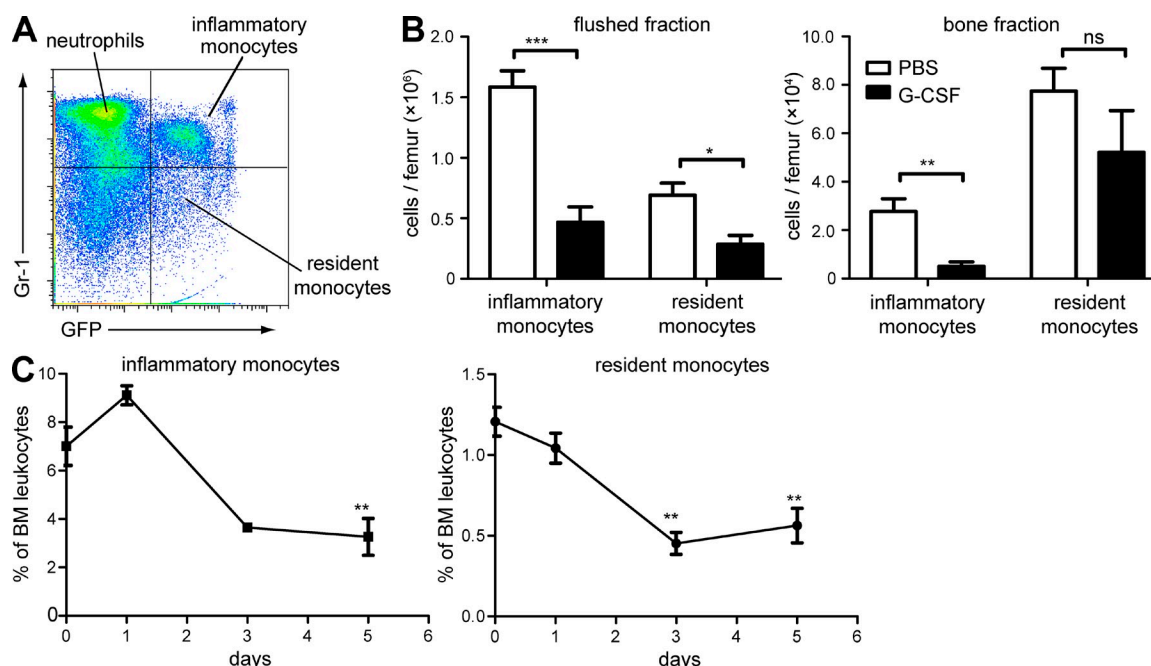 A
neutrophils
inflammatory
monocytes
Gr-1
resident
monocytes
GFP
B
flushed fraction
cells / femur (×10⁶)
2.0
1.5
1.0
0.5
0
***
*
inflammatory
monocytes
resident
monocytes
bone fraction
cells / femur (×10⁴)
10.0
8.0
6.0
4.0
2.0
0
PBS
G-CSF
**
ns
inflammatory
monocytes
resident
monocytes
C
inflammatory monocytes
% of BM leukocytes
10
8
6
4
2
0
**
0 1 2 3 4 5 6
days
resident monocytes
% of BM leukocytes
1.5
1.0
0.5
0.0
**
**
0 1 2 3 4 5 6
days